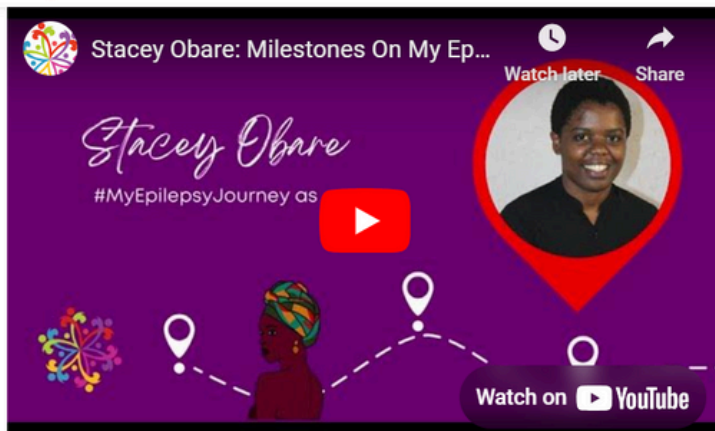 Stacey Obare: Milestones On My Ep...
Watch later
Share
Stacey Obare
#MyEpilepsyJourney as
Watch on YouTube